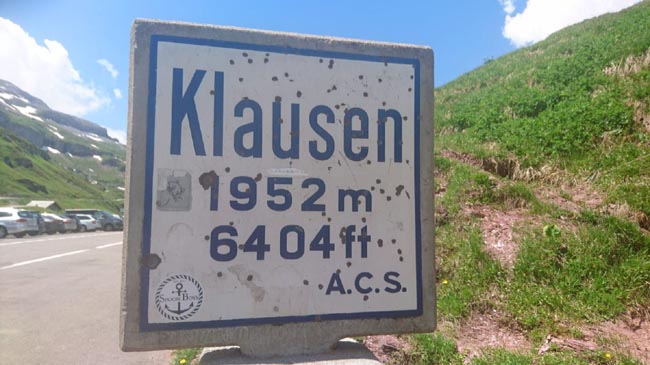 Klausen
1952 m
6404 ft
A.C.S.